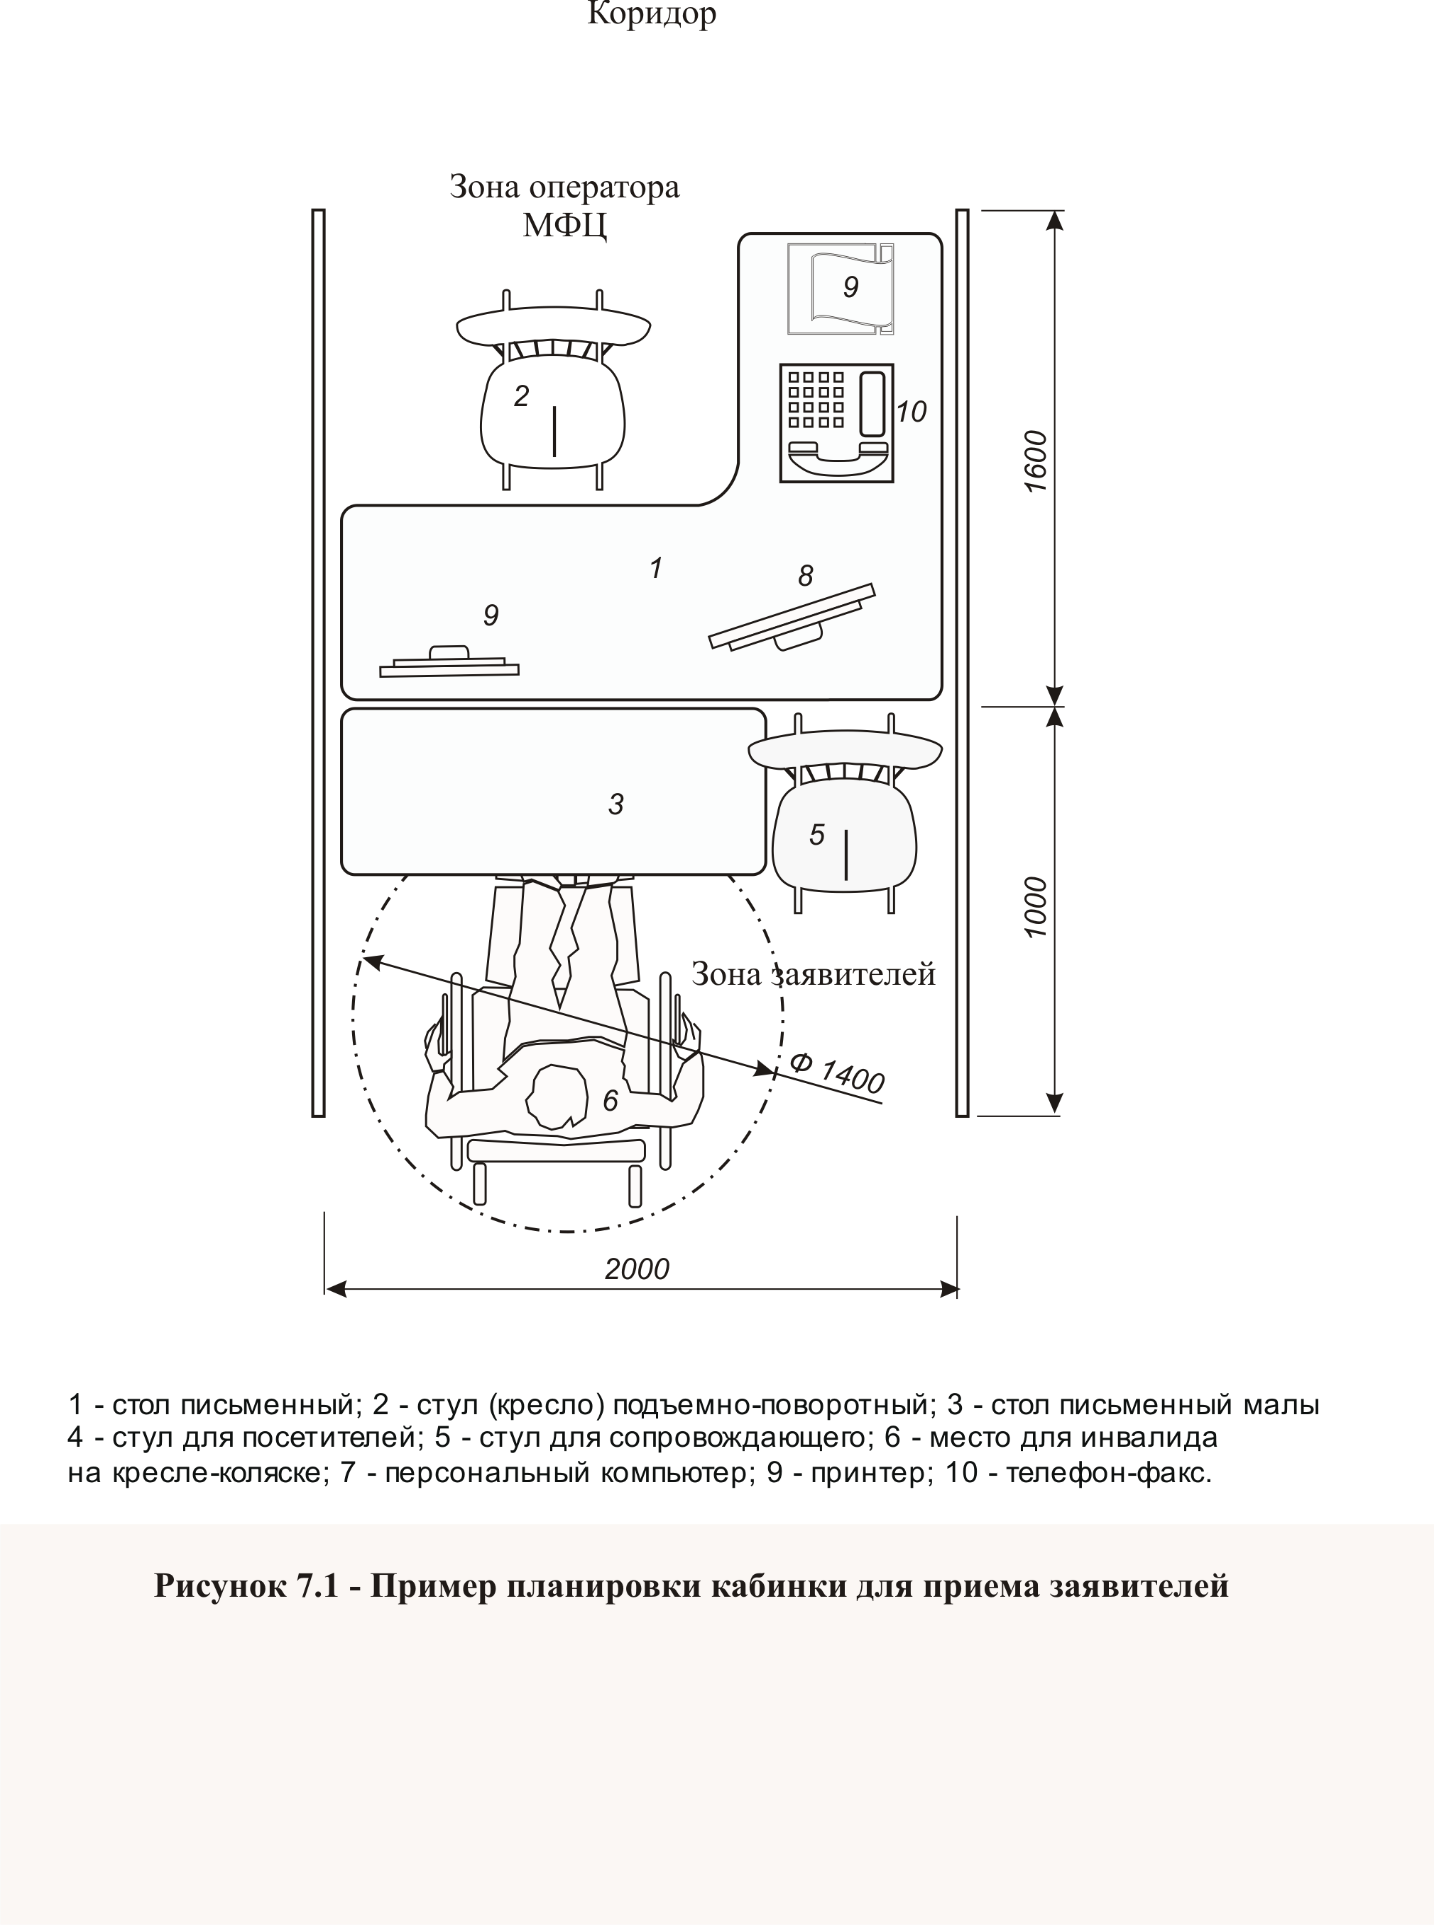 Коридор
Зона оператора
МФЦ
9
2
10
1600
1
8
9
3
5
1000
Зона заявителей
Ф 1400
6
2000
1 - стол письменный; 2 - стул (кресло) подъемно-поворотный; 3 - стол письменный малы
4 - стул для посетителей; 5 - стул для сопровождающего; 6 - место для инвалида
на кресле-коляске; 7 - персональный компьютер; 9 - принтер; 10 - телефон-факс.
Рисунок 7.1 - Пример планировки кабинки для приема заявителей